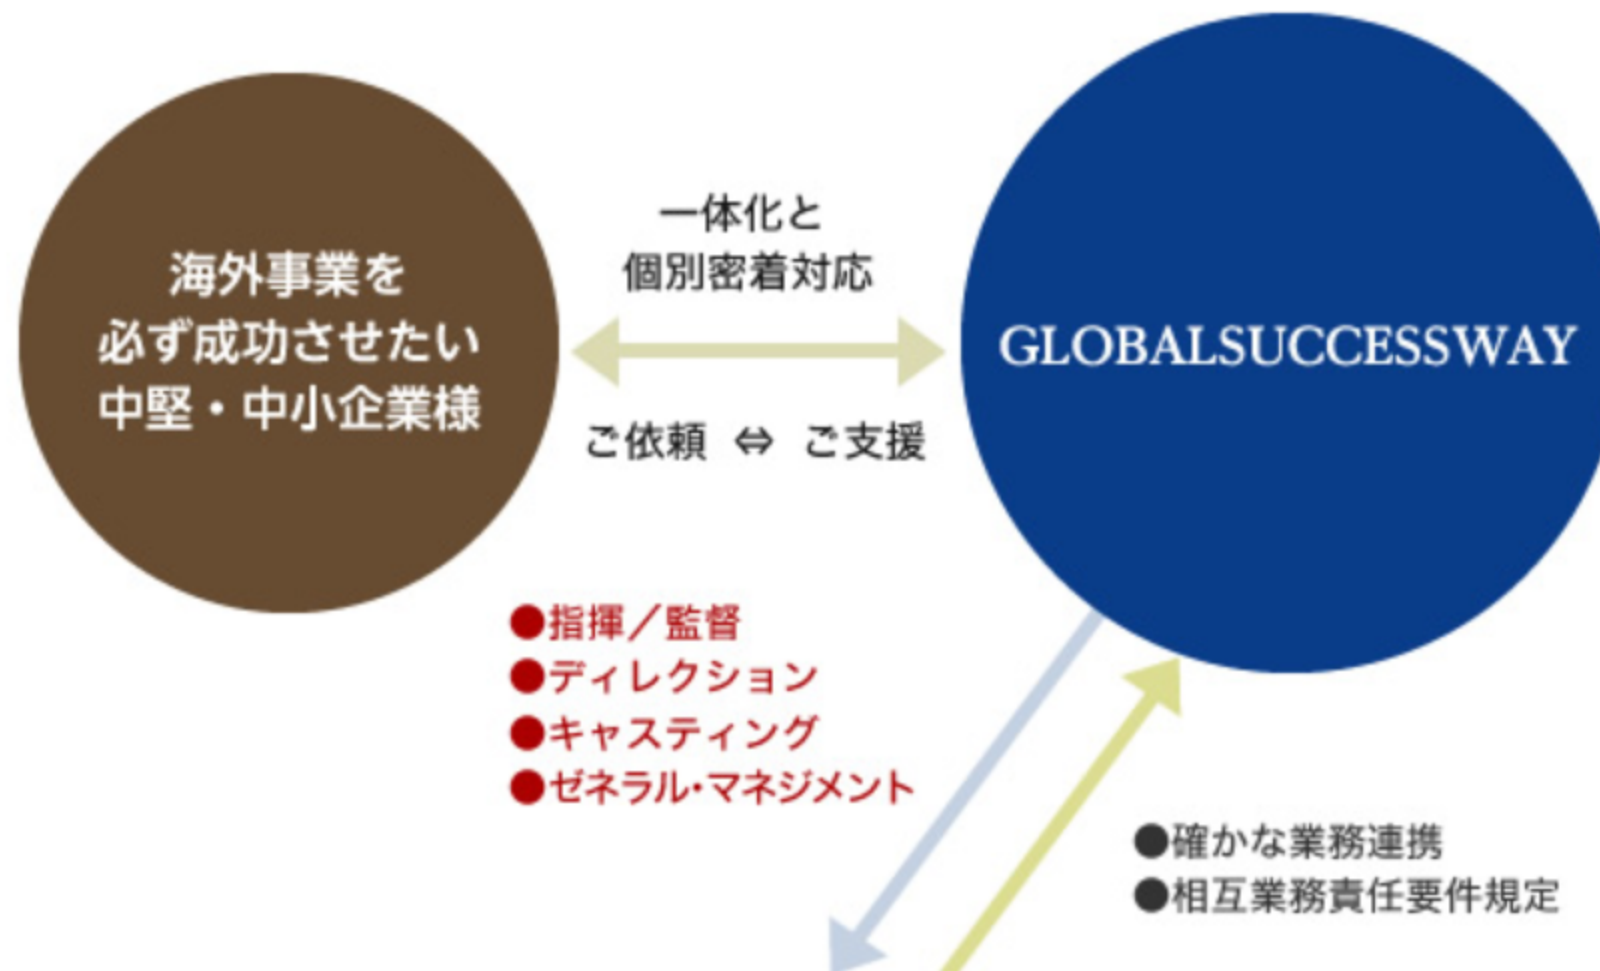 海外事業を
必ず成功させたい
中堅・中小企業様
一体化と
個別密着対応
ご依頼 ⇔ ご支援
GLOBALSUCCESSWAY
●指揮／監督
●ディレクション
●キャスティング
●ゼネラル・マネジメント
●確かな業務連携
●相互業務責任要件規定